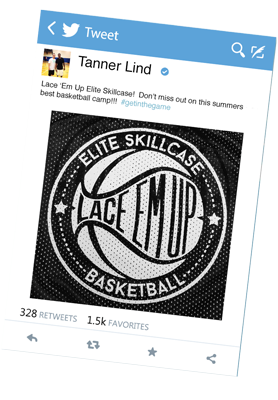 Tweet
Tanner Lind
Lace 'Em Up Elite Skillcase! Don't miss out on this summers
best basketball camp!!! #getinthegame
ELITE SKILLCASE
LACE EM UP
BASKETBALL
328 RETWEETS 1.5k FAVORITES